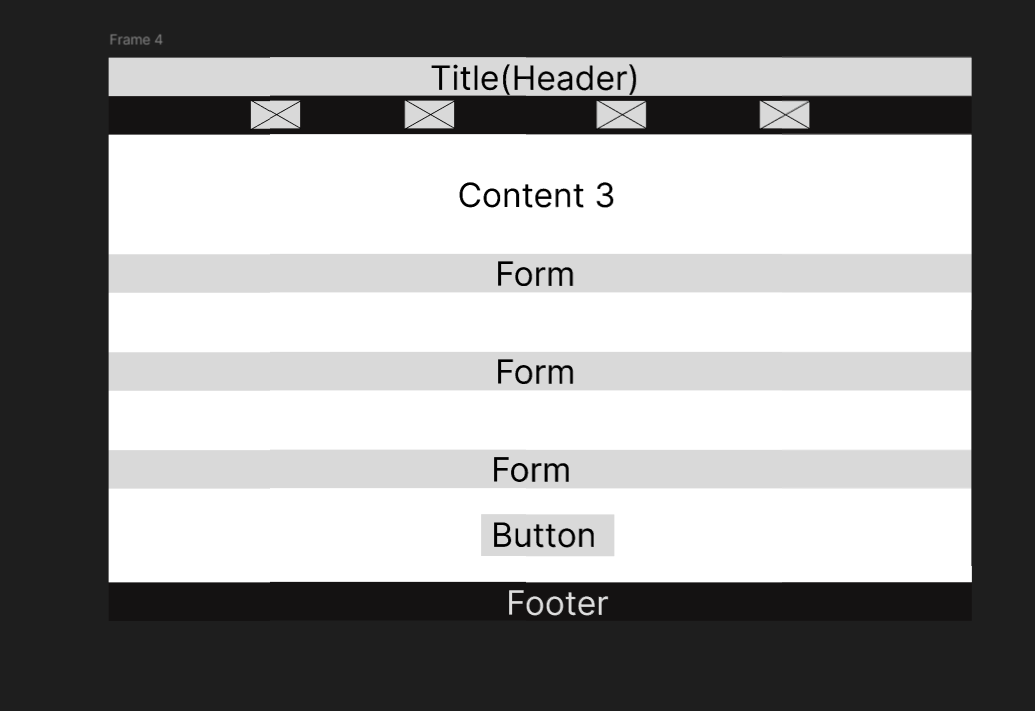 Frame 4
Title(Header)
Content 3
Form
Form
Form
Button
Footer